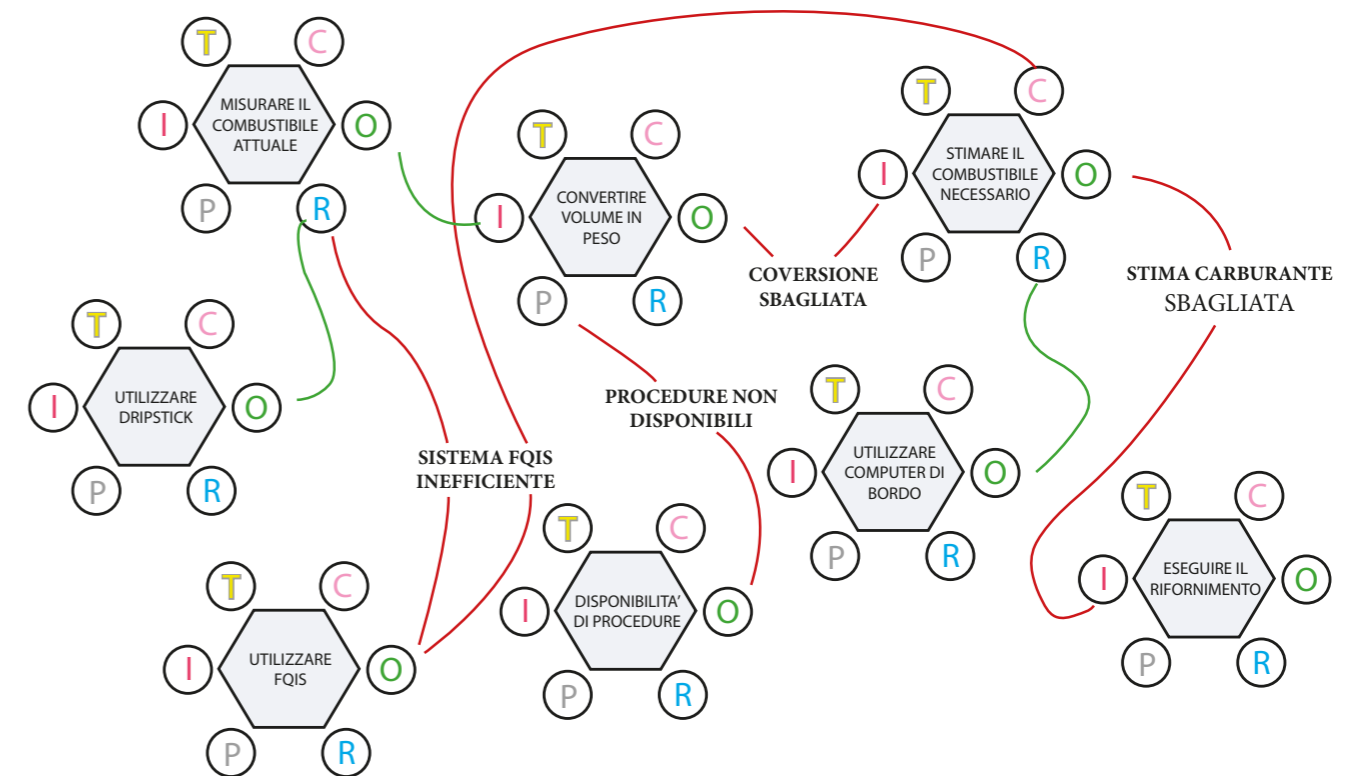 T
C
MISURARE IL
COMBUSTIBILE
ATTUALE
I
O
P
R
T
C
CONVERTIRE
VOLUME IN
PESO
I
O
P
R
T
C
STIMARE IL
COMBUSTIBILE
NECESSARIO
I
O
P
R
COVERSIONE
SBAGLIATA
STIMA CARBURANTE
SBAGLIATA
T
C
UTILIZZARE
DRIPSTICK
I
O
P
R
PROCEDURE NON
DISPONIBILI
SISTEMA FQIS
INEFFICIENTE
T
C
UTILIZZARE
COMPUTER DI
BORDO
I
O
P
R
T
C
UTILIZZARE
FQIS
I
O
P
R
T
C
DISPONIBILITA'
DI PROCEDURE
I
O
P
R
T
C
ESEGUIRE IL
RIFORNIMENTO
I
O
P
R